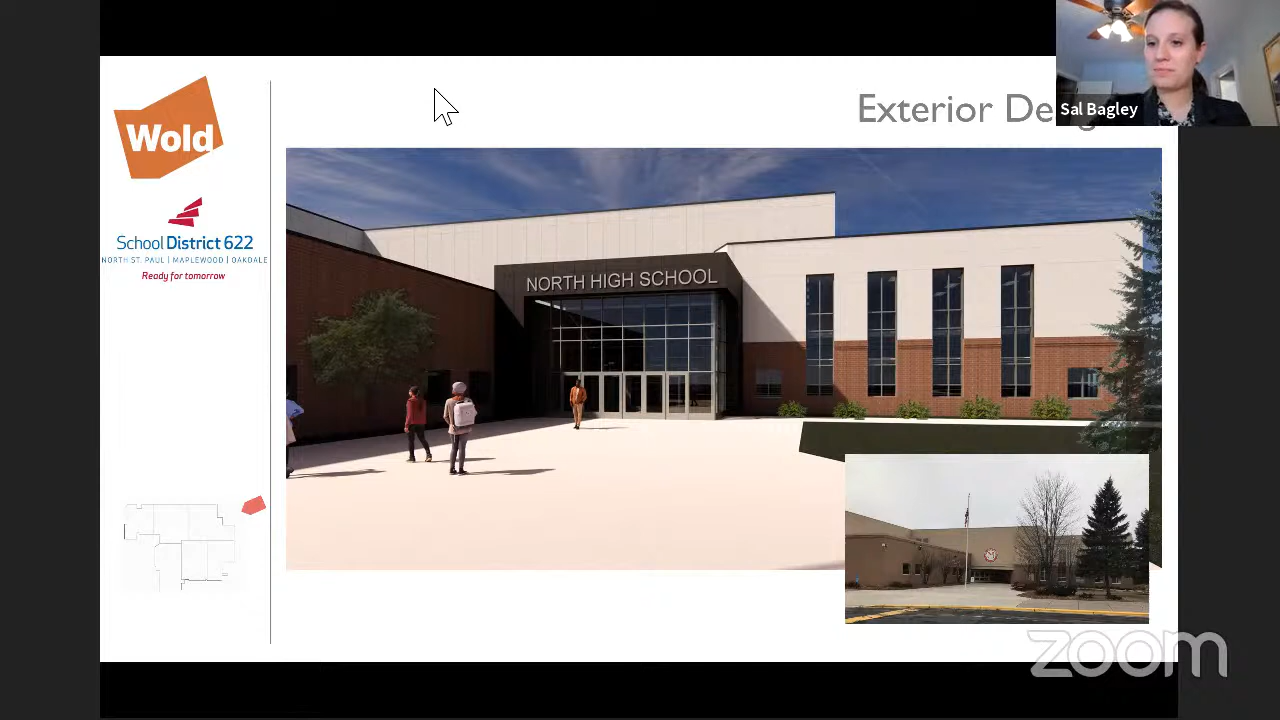 Sal Bagley
Exterior De
Wold
School District 622
NORTH ST. PAUL | MAPLEWOOD | OAKDALE
Ready for tomorrow
NORTH HIGH SCHOOL
zoom